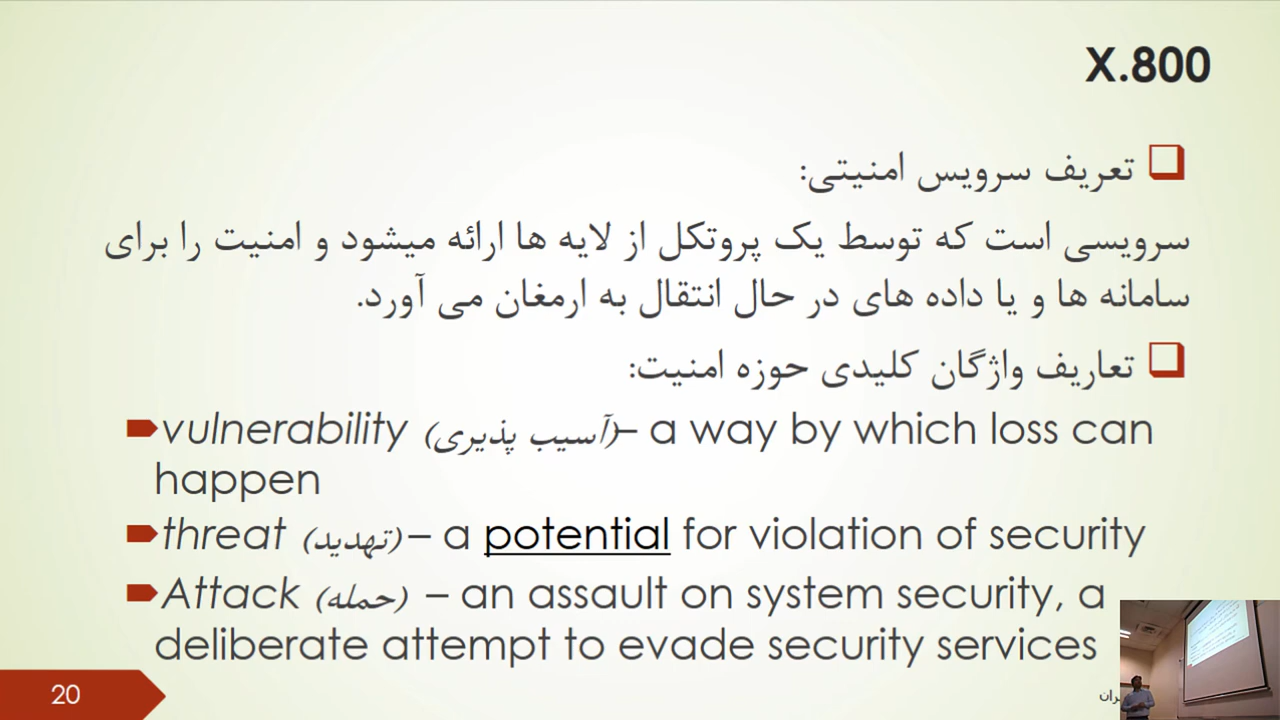 X.800
تعریف سرویس امنیتی:
سرویسی است که توسط یک پروتکل از لایه ها ارائه میشود و امنیت را برای
سامانه ها و یا داده های در حال انتقال به ارمغان می آورد.
تعاریف واژگان کلیدی حوزه امنیت:
vulnerability (آسیب پذیری)– a way by which loss can
happen
threat (تهدید) – a potential for violation of security
Attack (حمله) – an assault on system security, a
deliberate attempt to evade security services
20